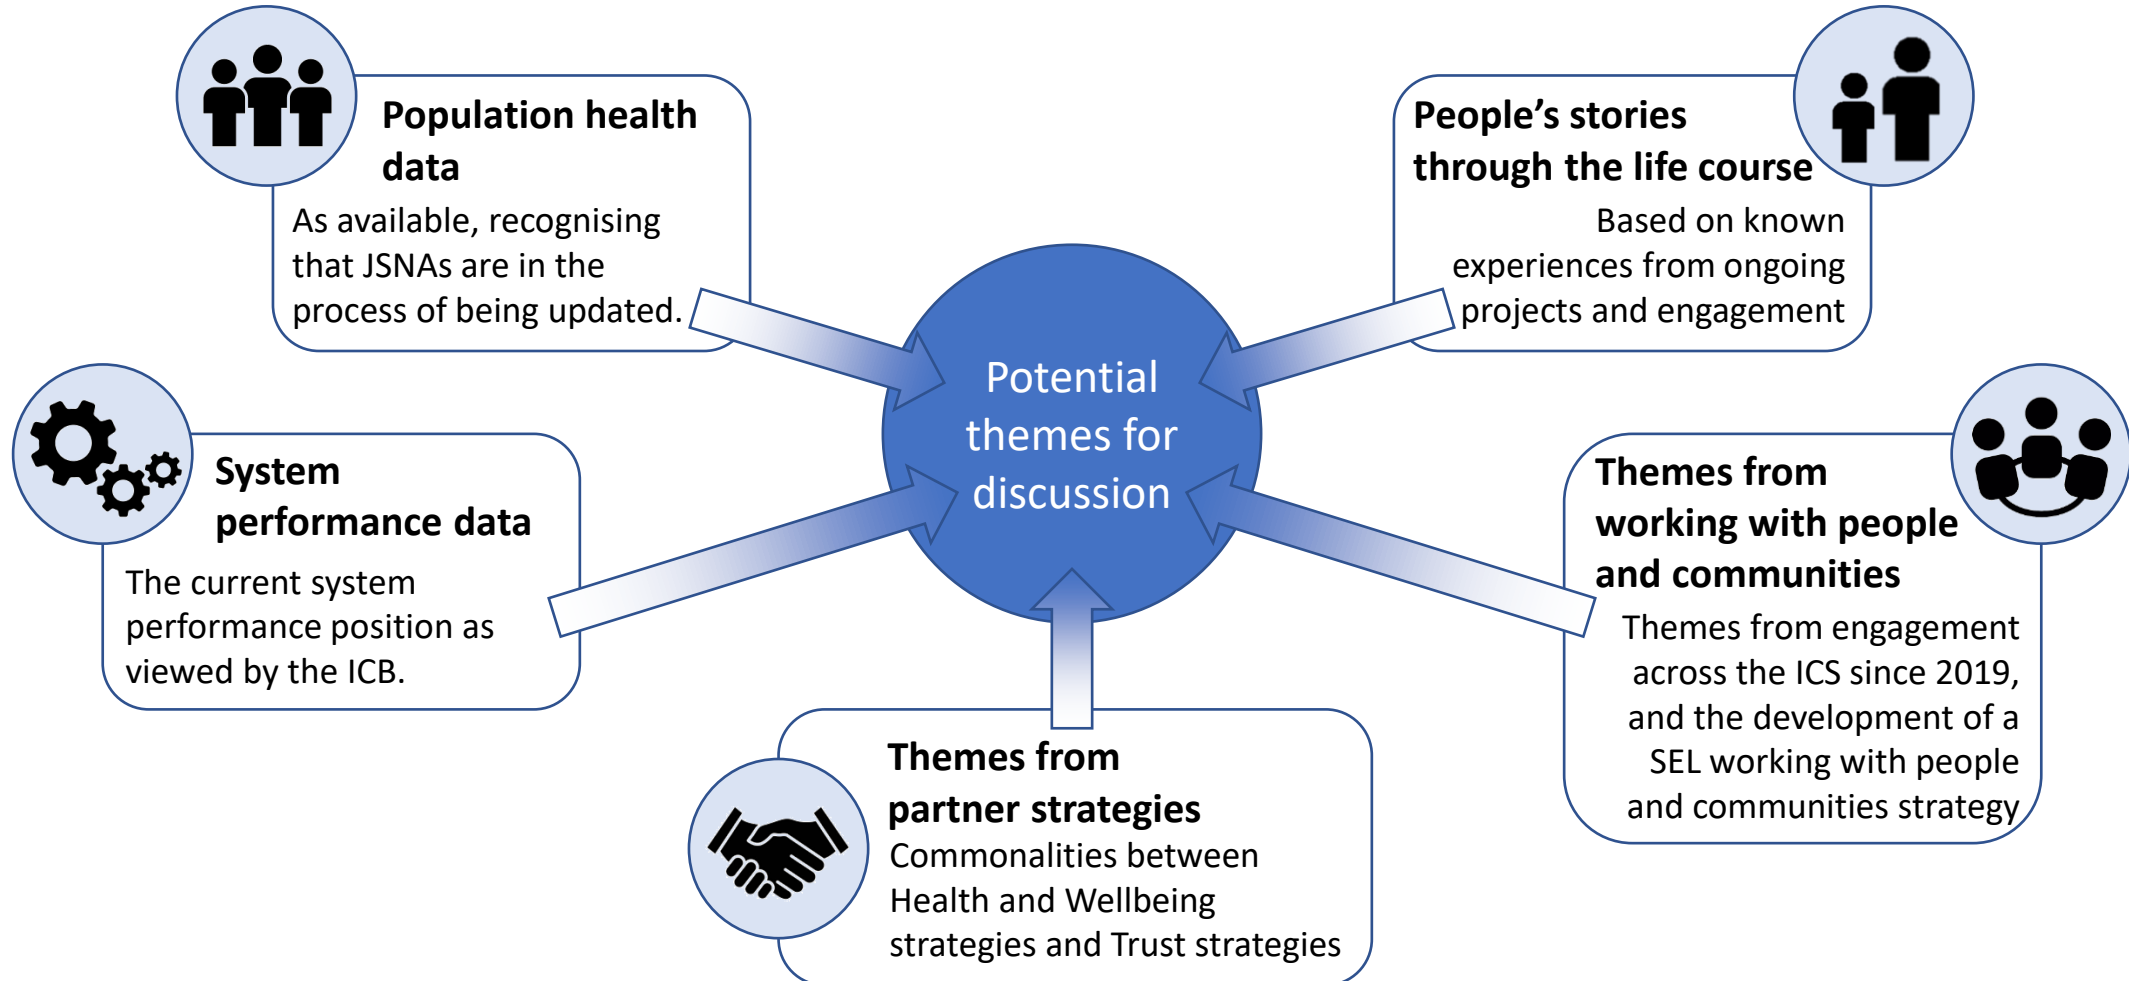 Population health
data
As available, recognising
that JSNAs are in the
process of being updated.
People’s stories
through the life course
Based on known
experiences from ongoing
projects and engagement
Potential
themes for
discussion
System
performance data
The current system
performance position as
viewed by the ICB.
Themes from
working with people
and communities
Themes from engagement
across the ICS since 2019,
and the development of a
SEL working with people
and communities strategy
Themes from
partner strategies
Commonalities between
Health and Wellbeing
strategies and Trust strategies